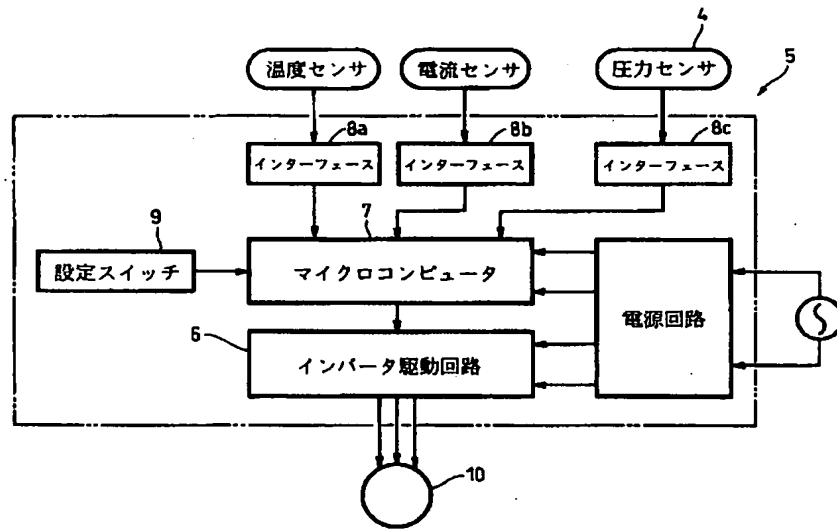 4
5
温度センサ
電流センサ
圧力センサ
8a
8b
8c
インターフェース
インターフェース
インターフェース
7
9
設定スイッチ
マイクロコンピュータ
電源回路
6
インバータ駆動回路
10